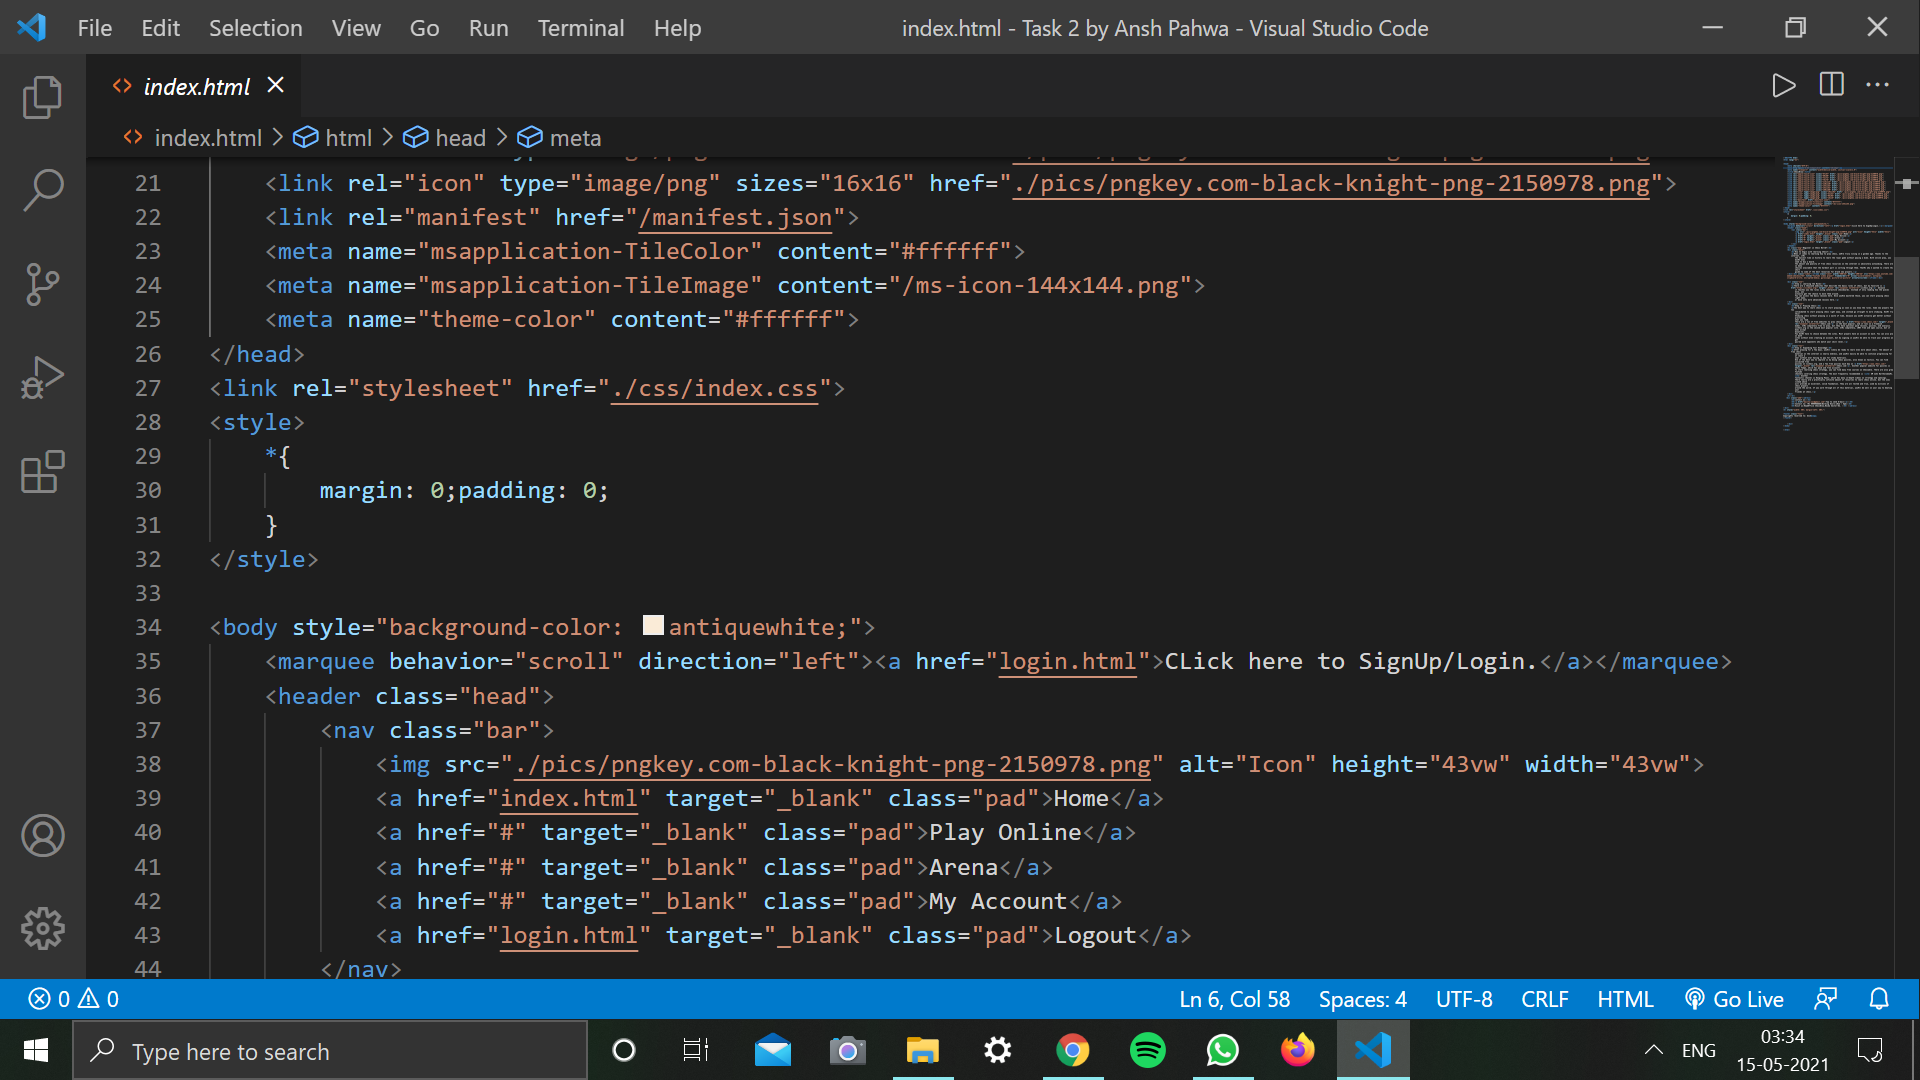 File Edit Selection View Go Run Terminal Help index.html - Task 2 by Ansh Pahwa - Visual Studio Code
index.html
index.html > html > head > meta
21 <link rel="icon" type="image/png" sizes="16x16" href="./pics/pngkey.com-black-knight-png-2150978.png">
22 <link rel="manifest" href="/manifest.json">
23 <meta name="msapplication-TileColor" content="#ffffff">
24 <meta name="msapplication-TileImage" content="/ms-icon-144x144.png">
25 <meta name="theme-color" content="#ffffff">
26 </head>
27 <link rel="stylesheet" href="./css/index.css">
28 <style>
29 *{
30 margin: 0;padding: 0;
31 }
32 </style>
33
34 <body style="background-color: antiquewhite;">
35 <marquee behavior="scroll" direction="left"><a href="login.html">CLick here to SignUp/Login.</a></marquee>
36 <header class="head">
37 <nav class="bar">
38 <img src="./pics/pngkey.com-black-knight-png-2150978.png" alt="Icon" height="43vw" width="43vw">
39 <a href="index.html" target="_blank" class="pad">Home</a>
40 <a href="#" target="_blank" class="pad">Play Online</a>
41 <a href="#" target="_blank" class="pad">Arena</a>
42 <a href="#" target="_blank" class="pad">My Account</a>
43 <a href="login.html" target="_blank" class="pad">Logout</a>
44 </nav>
0 0 Ln 6, Col 58 Spaces: 4 UTF-8 CRLF HTML Go Live
Type here to search ENG 03:34
15-05-2021